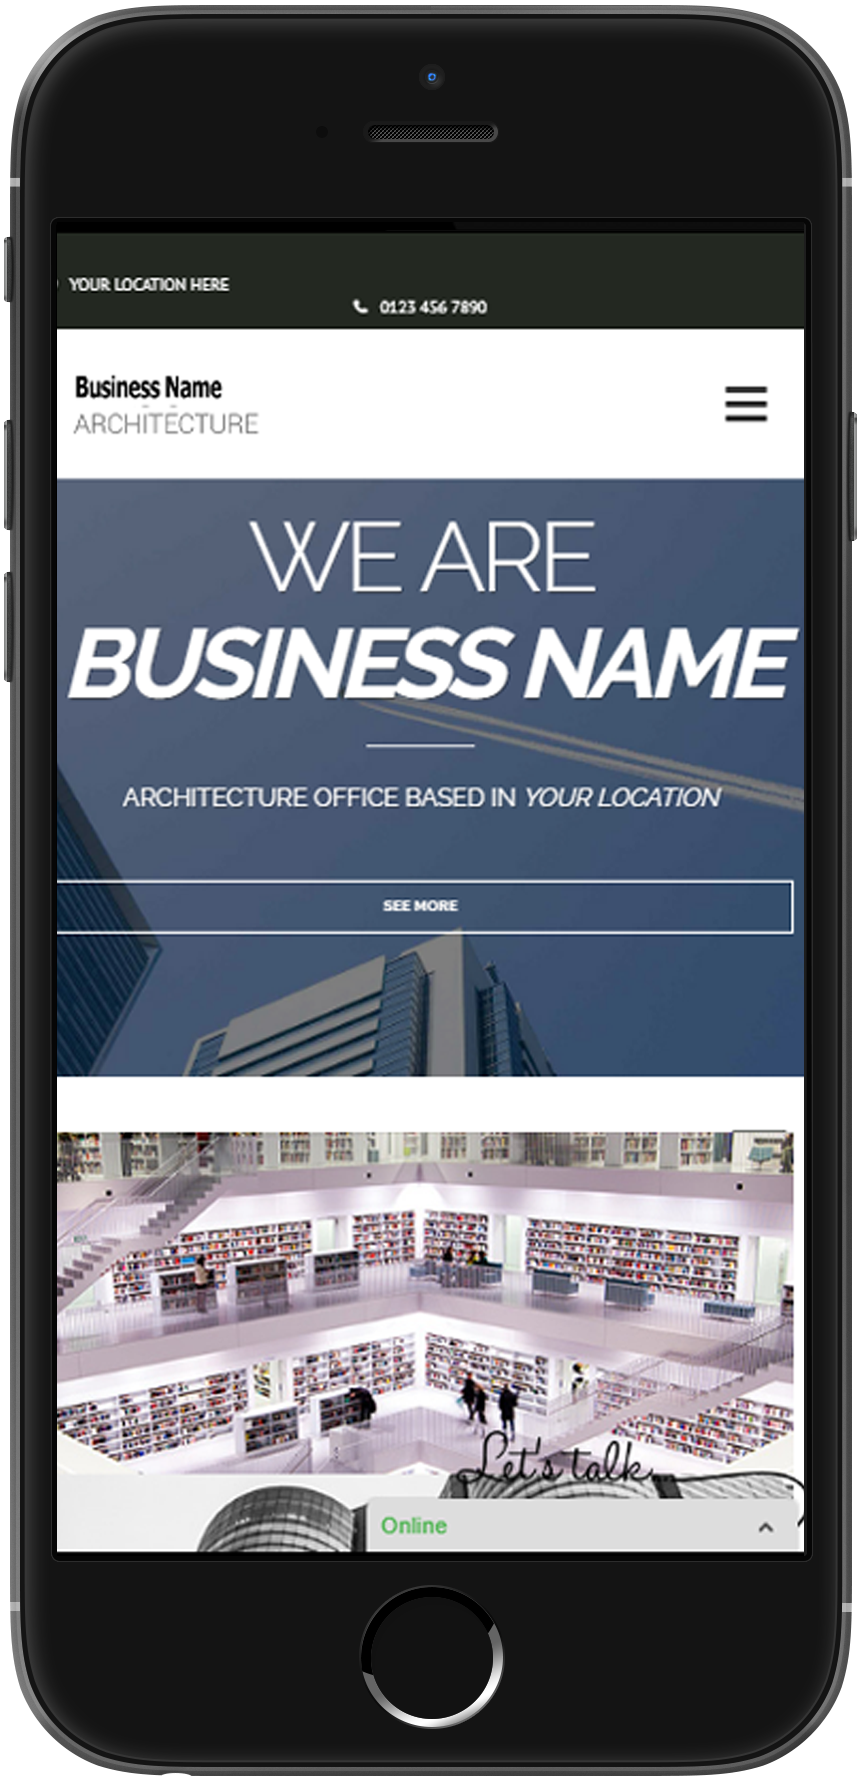 YOUR LOCATION HERE
0123 456 7890
Business Name
ARCHITECTURE
WE ARE
BUSINESS NAME
ARCHITECTURE OFFICE BASED IN YOUR LOCATION
SEE MORE
Let's talk
Online